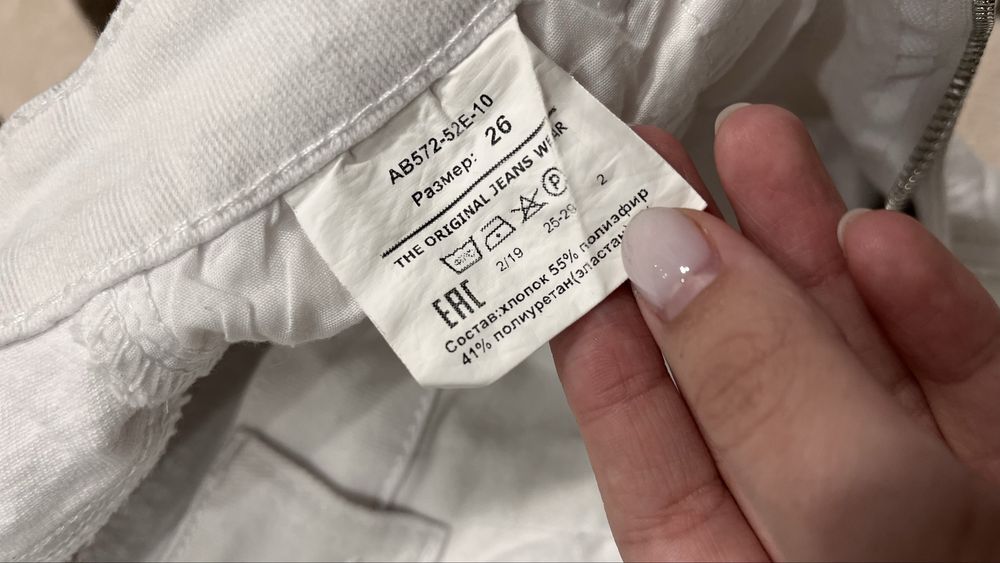 AB572-52E-10
Размер: 26
THE ORIGINAL JEANS WEAR
P
2/19 25-29 2
EAC
Состав:хлопок 55% полиэфир
41% полиуретан(эластан